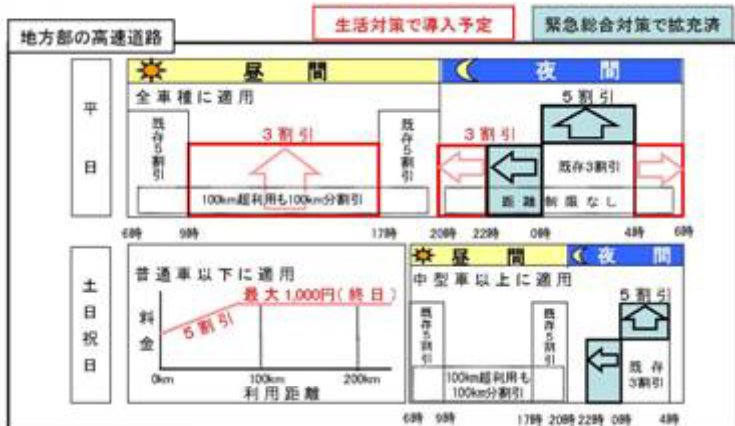 生活対策で導入予定
緊急総合対策で拡充済
地方部の高速道路
平日
昼間
夜間
全車種に適用
既存5割引
3割引
既存5割引
3割引
5割引
既存3割引
100km超利用も100km分割引
距離制限なし
6時 9時 17時 20時 22時 0時 4時 6時
土日祝日
普通車以下に適用
最大1,000円(終日)
5割引
料金
0km 100km 200km
利用距離
昼間
夜間
中型車以上に適用
既存5割引
既存5割引
5割引
既存
3割引
100km超利用も
100km分割引
6時 9時 17時 20時 22時 0時 4時